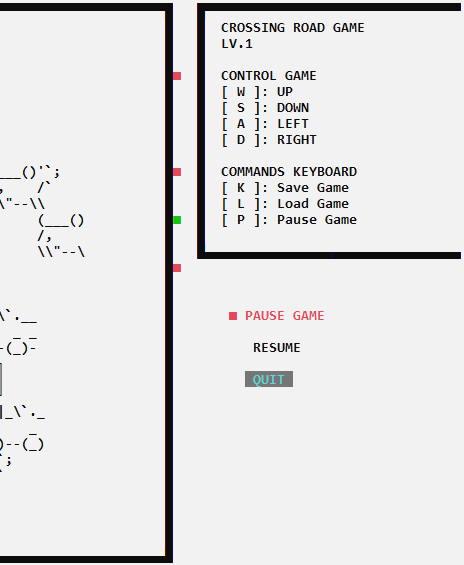 CROSSING ROAD GAME
LV.1
CONTROL GAME
[ W ]: UP
[ S ]: DOWN
[ A ]: LEFT
[ D ]: RIGHT
COMMANDS KEYBOARD
[ K ]: Save Game
[ L ]: Load Game
[ P ]: Pause Game
PAUSE GAME
RESUME
QUIT